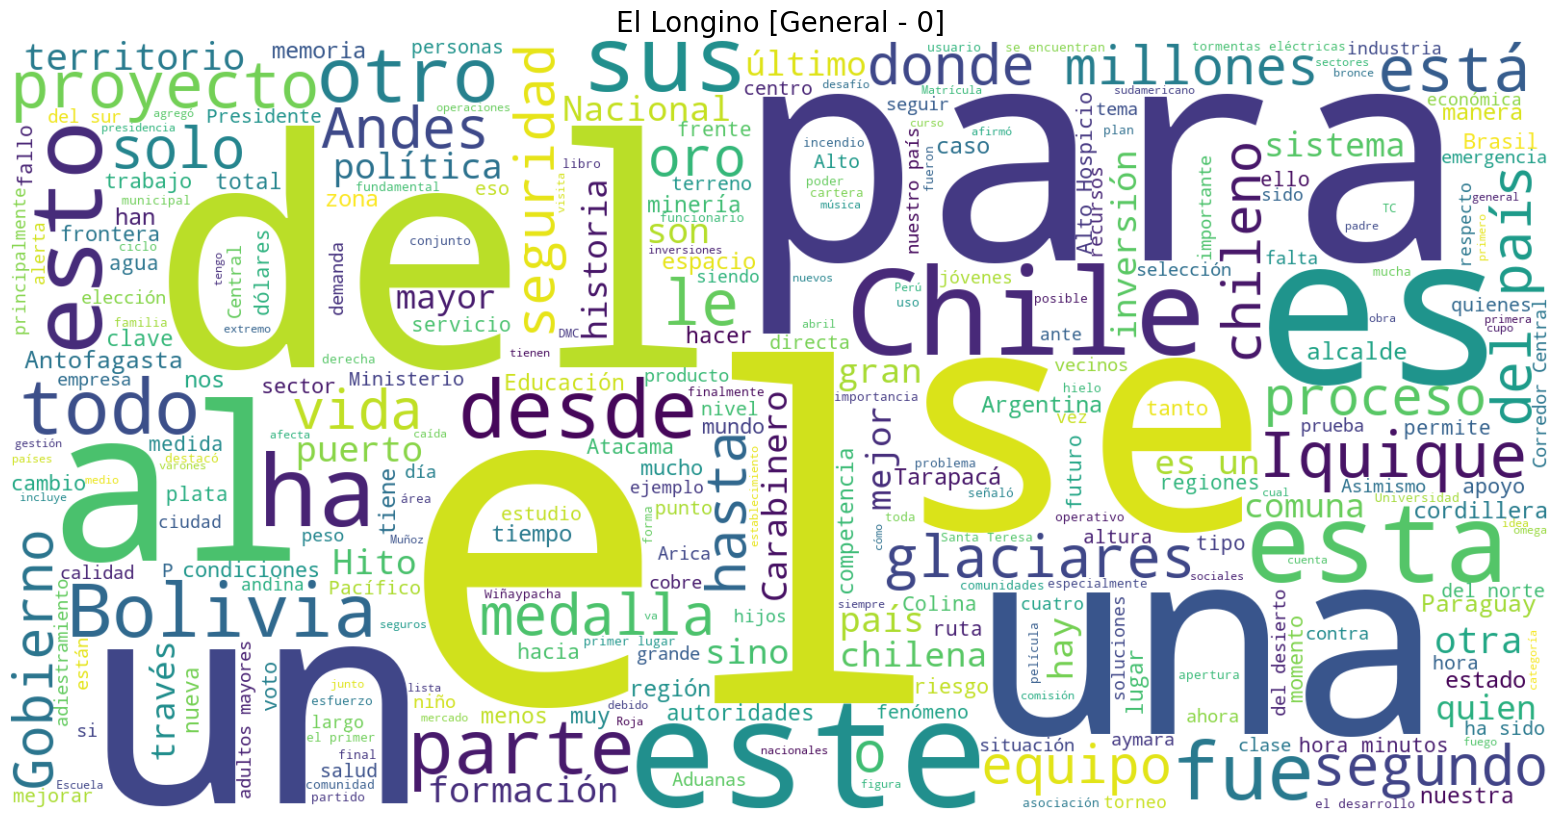 El Longino [General - 0]
territorio
memoria
personas
proyecto
otro
sus
último
donde
usuario
se encuentran
tormentas eléctricas
sectores
industria
millones
está
bronce
del sur
agregó
Presidente
operaciones
presidencia
Andes
seguridad
Nacional
centro
desafío
seguir
Matrícula
sudamericano
tema
económica
manera
fallo
esto
solo
del
política
frente
oro
para
incendio
Alto
curso
afirmó
caso
plan
Alto Hospicio
sistema
Brasil
emergencia
trabajo
total
fundamental
eso
libro
terreno
poder
cartera
música
fueron
nuestro país
recursos
inversión
importante
chileno
ello
sido
TC
padre
respecto
general
primero
del país
municipal
han
zona
visita
historia
minería
funcionario
son
frontera
ciclo
alerta
agua
principalmente
Central
dólares
tengo
conjunto
demanda
inversiones
espacio
siendo
nuevos
Perú
uso
jóvenes
Chile
posible
selección
falta
mucha
es
quienes
primera
cupo
elección
mayor
servicio
le
hacer
abril
directa
ante
obra
familia
clave
extremo
derecha
DMC
tienen
Antofagasta
empresa
nos
sector
Ministerio
Educación
producto
finalmente
gran
vecinos
hielo
alcalde
Corredor Central
todo
vida
desde
nivel
mundo
importancia
Argentina
vez
se
tanto
proceso
gestión
medida
afecta
caída
puerto
Atacama
hasta
Carabinero
mejor
prueba
permite
países
destacó
varones
medio
al
ha
el
mucho
establecimiento
problema
Tarapacá
señaló
futuro
es un
regiones
Iquique
cambio
incluye
plata
tiene
día
área
ejemplo
punto
estudio
tiempo
forma
competencia
toda
cómo
operativo
altura
Asimismo
apoyo
Universidad
comuna
cordillera
cual
idea
omega
ciudad
peso
Muñoz
Arica
Santa Teresa
glaciares
tipo
esta
cuenta
calidad
P
condiciones
Hito
cobre
comunidades
especialmente
sociales
Gobierno
andina
Pacífico
Wiñaypacha
siempre
Colina
cuatro
una
del norte
Bolivia
seguros
medalla
va
hijos
país
ruta
película
hay
soluciones
lugar
del desierto
momento
contra
Paraguay
adiestramiento
están
un
través
nueva
adultos mayores
voto
hacia
primer lugar
grande
sino
chilena
comisión
apertura
otra
hora
categoría
estado
junto
esfuerzo
lista
niño
región
riesgo
ahora
quien
si
largo
el primer
mercado
menos
muy
debido
Roja
autoridades
fenómeno
ha sido
fuego
final
parte
este
nacionales
o
situación
aymara
clase
hora minutos
Escuela
salud
comunidad
partido
formación
Aduanas
figura
equipo
fue
segundo
mejorar
asociación
torneo
el desarrollo
nuestra